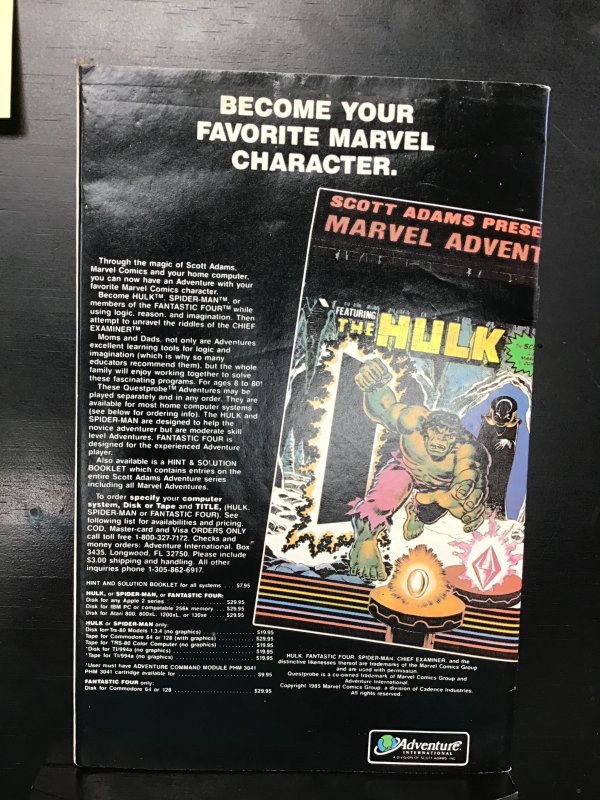 BECOME YOUR
FAVORITE MARVEL
CHARACTER.
Through the magic of Scott Adams,
Marvel Comics and your home computer,
you can now have an Adventure with your
favorite Marvel Comics character.
Become HULK™, SPIDER-MAN™, or
members of the FANTASTIC FOUR™ while
using logic, reason, and imagination. Then
attempt to unravel the riddles of the CHIEF
EXAMINER™
Moms and Dads, not only are Adventures
excellent learning tools for logic and
imagination (which is why so many
educators recommend them), but the whole
family will enjoy working together to solve
these fascinating programs. For ages 8 to 80!
These Questprobe™ Adventures may be
played separately and in any order. They are
available for most home computer systems
(see below for ordering info). The HULK and
SPIDER-MAN are designed to help the
novice adventurer but are moderate skill
level Adventures. FANTASTIC FOUR is
designed for the experienced Adventure
player.
Also available is a HINT & SOLUTION
BOOKLET which contains entries on the
entire Scott Adams Adventure series
including all Marvel Adventures.
To order specify your computer
system, Disk or Tape and TITLE, (HULK,
SPIDER-MAN or FANTASTIC FOUR). See
following list for availabilities and pricing.
COD, Master-card and Visa ORDERS ONLY
call toll free 1-800-327-7172. Checks and
money orders: Adventure International, Box
3435, Longwood, FL 32750. Please include
$3.00 shipping and handling. All other
inquiries phone 1-305-862-6917.
HINT AND SOLUTION BOOKLET for all systems . . . $7.95
HULK, or SPIDER-MAN, or FANTASTIC FOUR:
Disk for any Apple 2 series . . . $29.95
Disk for IBM PC or compatable 256k memory . . . $29.95
Disk for Atari 800, 800xL, 1200xL, or 130xe . . . $29.95
HULK or SPIDER-MAN only:
Disk for Trs-80 Models 1,3,4 (no graphics) . . . $19.95
Tape for Commodore 64 or 128 (with graphics) . . . $29.95
Tape for TRS-80 Color Computer (no graphics) . . . $19.95
*Disk for Ti/994a (no graphics) . . . $19.95
*Tape for Ti/994a (no graphics) . . . $19.95
*User must have ADVENTURE COMMAND MODULE PHM 3041
PHM 3041 cartridge available for . . . $9.95
FANTASTIC FOUR only:
Disk for Commodore 64 or 128 . . . $29.95
SCOTT ADAMS PRESE
MARVEL ADVENT
FEATURING
THE HULK
HULK, FANTASTIC FOUR, SPIDER-MAN, CHIEF EXAMINER, and the
distinctive likenesses thereof are trademarks of the Marvel Comics Group
and are used with permission.
Questprobe is a co-owned trademark of Marvel Comics Group and
Adventure International.
Copyright 1985 Marvel Comics Group, a division of Cadence Industries.
All rights reserved.
Adventure
INTERNATIONAL
A DIVISION OF SCOTT ADAMS, INC.